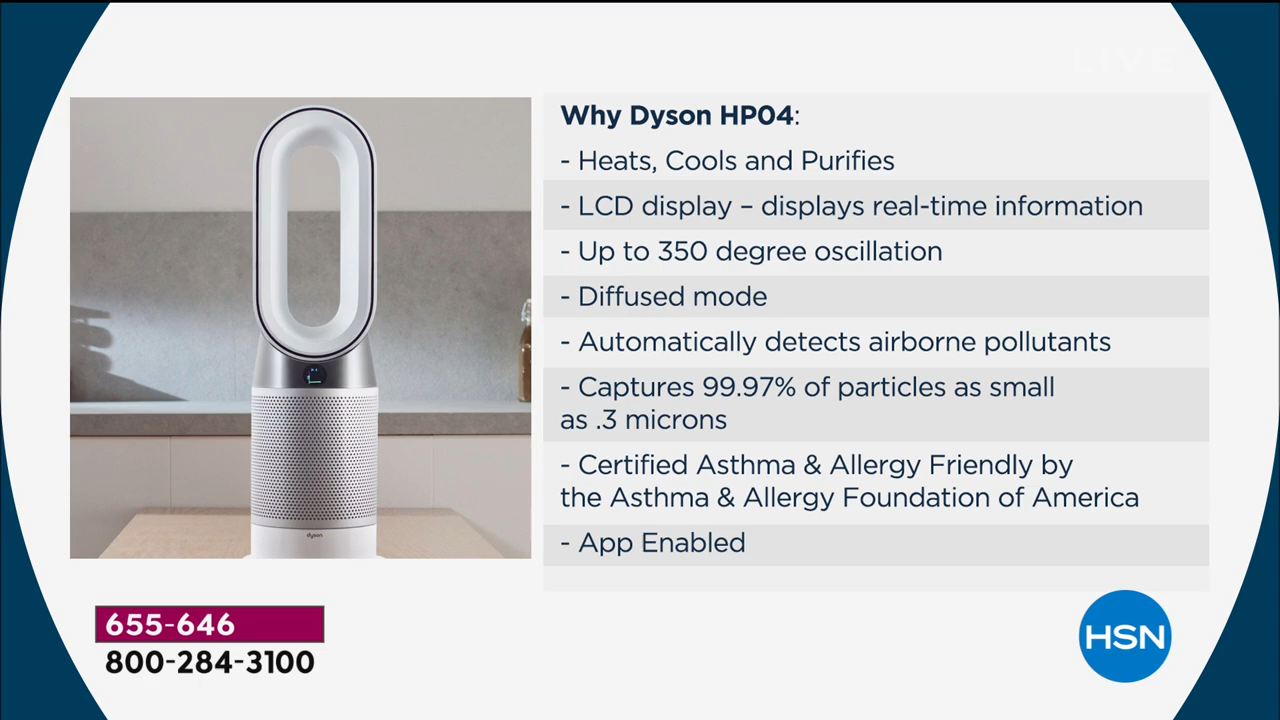 LIVE
Why Dyson HP04:
- Heats, Cools and Purifies
- LCD display – displays real-time information
- Up to 350 degree oscillation
- Diffused mode
- Automatically detects airborne pollutants
- Captures 99.97% of particles as small
as .3 microns
- Certified Asthma & Allergy Friendly by
the Asthma & Allergy Foundation of America
- App Enabled
dyson
655-646
800-284-3100
HSN